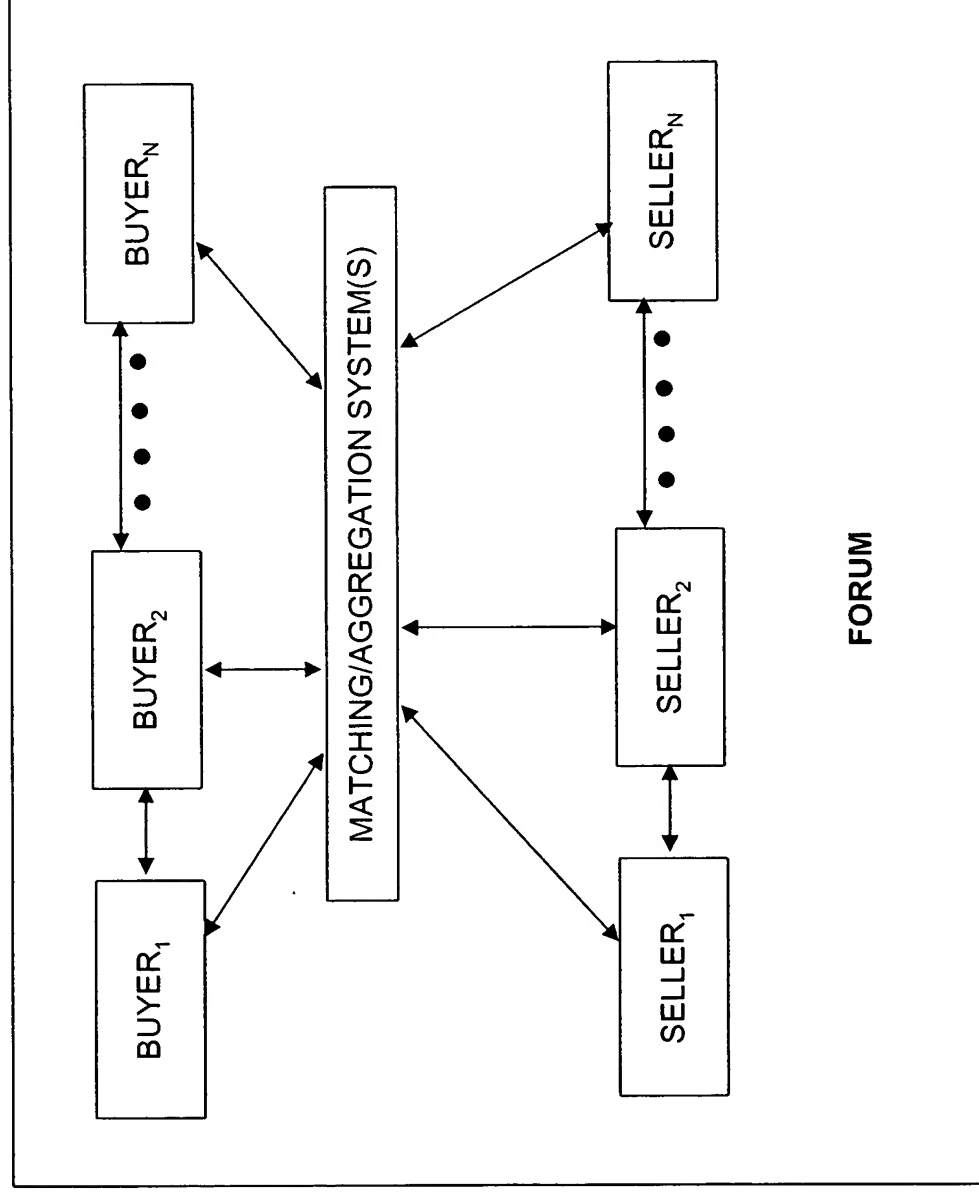 BUYER₁
BUYER₂
BUYERN
MATCHING/AGGREGATION SYSTEM(S)
SELLER₁
SELLER₂
SELLERN
FORUM